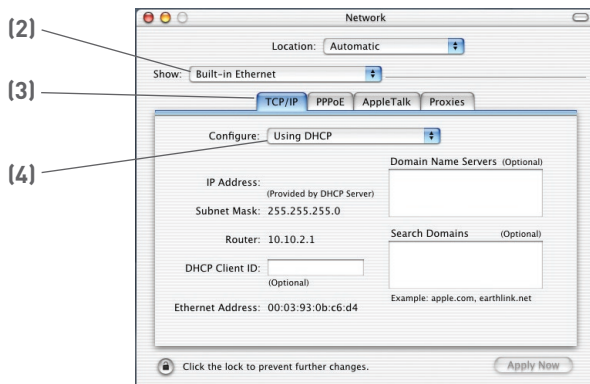 Network
(2)
Location: Automatic
Show: Built-in Ethernet
(3)
TCP/IP PPPoE AppleTalk Proxies
Configure: Using DHCP
(4)
Domain Name Servers (Optional)
IP Address:
(Provided by DHCP Server)
Subnet Mask: 255.255.255.0
Router: 10.10.2.1
Search Domains (Optional)
DHCP Client ID:
(Optional)
Example: apple.com, earthlink.net
Ethernet Address: 00:03:93:0b:c6:d4
Click the lock to prevent further changes.
Apply Now